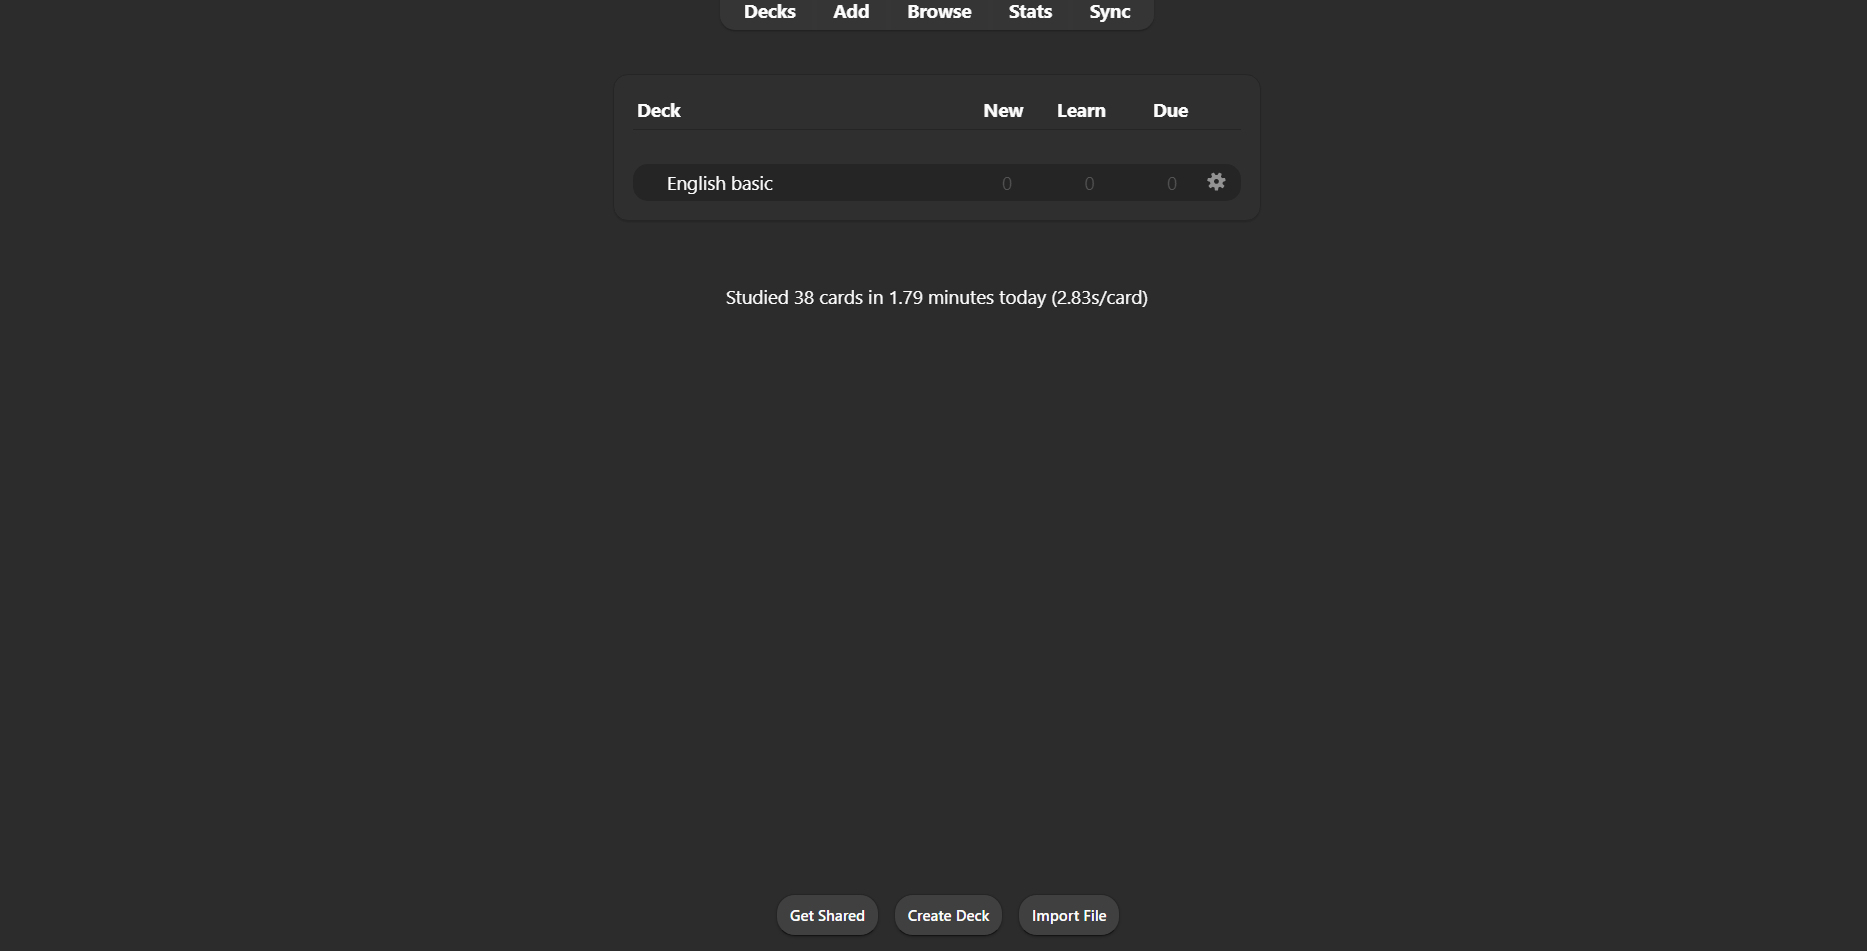 Decks Add Browse Stats Sync
Deck New Learn Due
English basic 0 0 0
Studied 38 cards in 1.79 minutes today (2.83s/card)
Get Shared Create Deck Import File